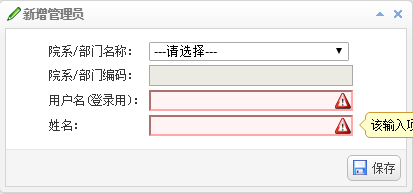 新增管理员
院系/部门名称： ---请选择---
院系/部门编码：
用户名(登录用)：
姓名： 该输入项
保存